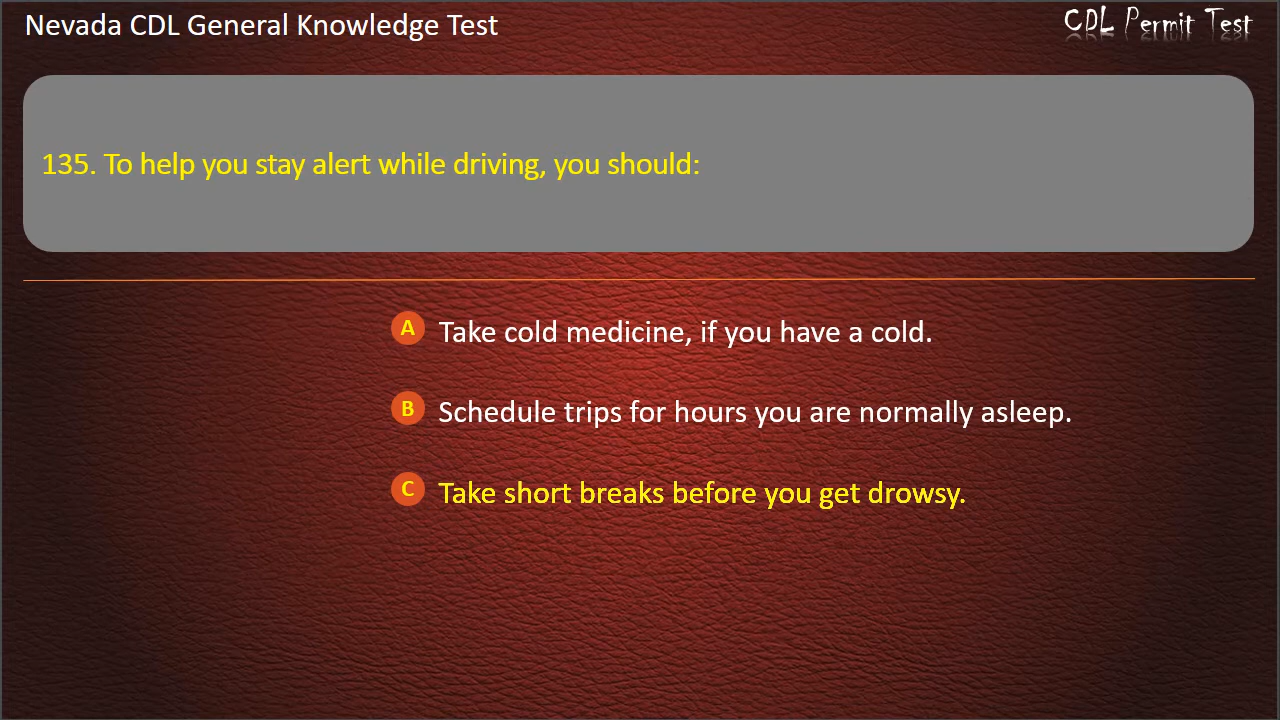 Nevada CDL General Knowledge Test
CDL Permit Test
135. To help you stay alert while driving, you should:
A Take cold medicine, if you have a cold.
B Schedule trips for hours you are normally asleep.
C Take short breaks before you get drowsy.